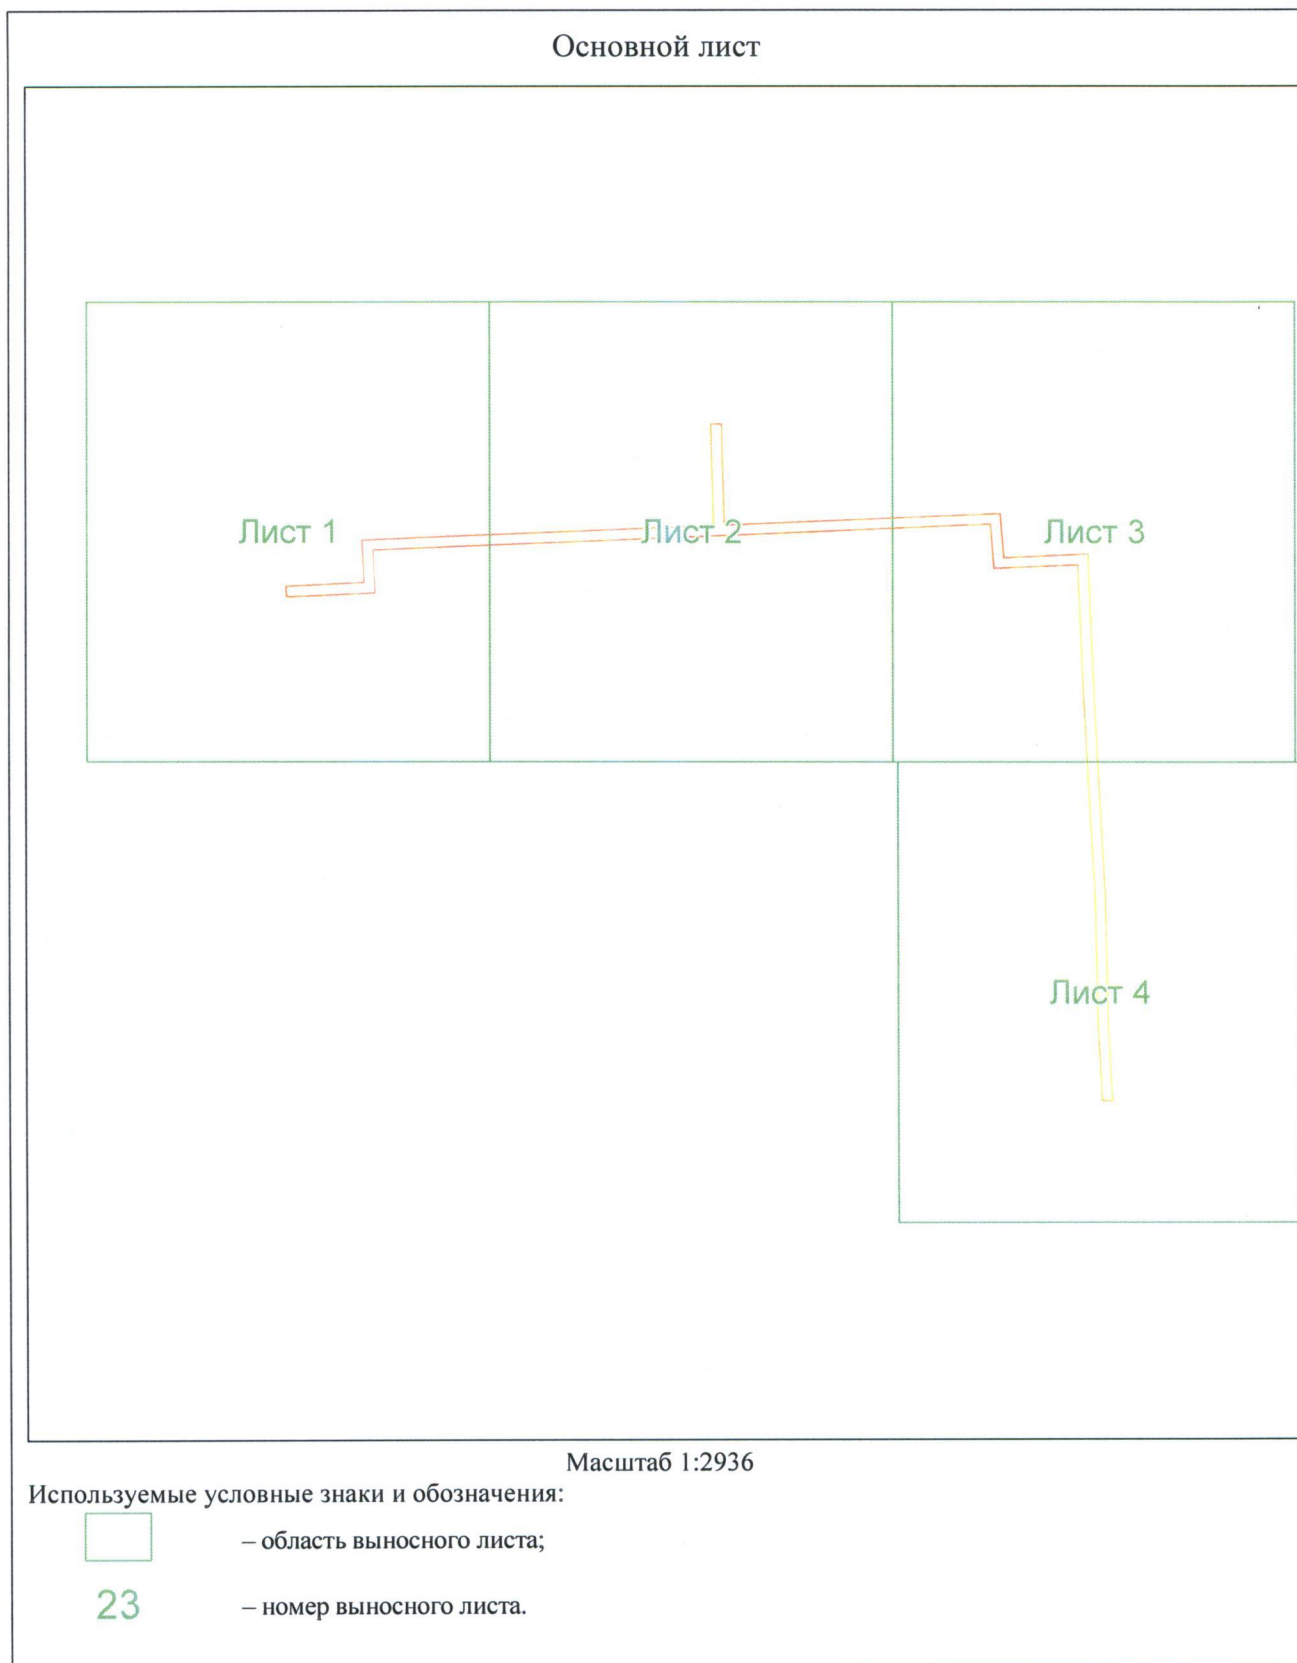 Основной лист
Лист 1
Лист 2
Лист 3
Лист 4
Масштаб 1:2936
Используемые условные знаки и обозначения:
– область выносного листа;
23
– номер выносного листа.